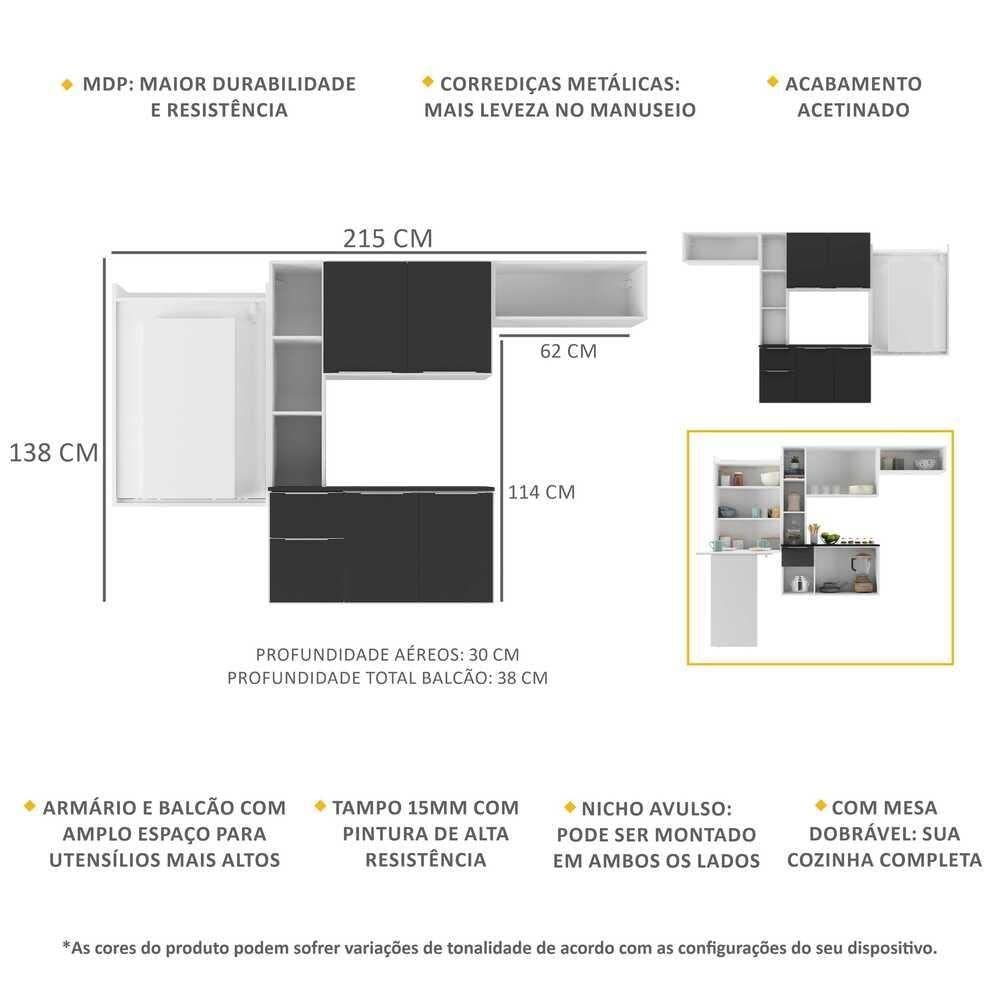 MDP: MAIOR DURABILIDADE
E RESISTÊNCIA
CORREDIÇAS METÁLICAS:
MAIS LEVEZA NO MANUSEIO
ACABAMENTO
ACETINADO
215 CM
62 CM
138 CM
114 CM
PROFUNDIDADE AÉREOS: 30 CM
PROFUNDIDADE TOTAL BALCÃO: 38 CM
ARMÁRIO E BALCÃO COM
AMPLO ESPAÇO PARA
UTENSÍLIOS MAIS ALTOS
TAMPO 15MM COM
PINTURA DE ALTA
RESISTÊNCIA
NICHO AVULSO:
PODE SER MONTADO
EM AMBOS OS LADOS
COM MESA
DOBRÁVEL: SUA
COZINHA COMPLETA
*As cores do produto podem sofrer variações de tonalidade de acordo com as configurações do seu dispositivo.